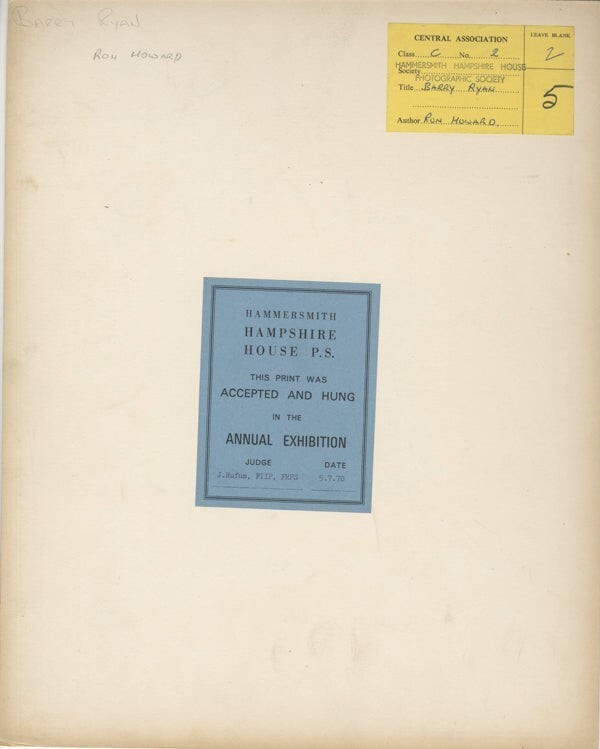 BARRY RYAN
RON HOWARD
CENTRAL ASSOCIATION
LEAVE BLANK
Class C No. 2
2
HAMMERSMITH HAMPSHIRE HOUSE
Society
PHOTOGRAPHIC SOCIETY
Title BARRY RYAN
5
Author RON HOWARD.
HAMMERSMITH
HAMPSHIRE
HOUSE P.S.
THIS PRINT WAS
ACCEPTED AND HUNG
IN THE
ANNUAL EXHIBITION
JUDGE DATE
J.Rufus, FIIP, FRPS 5.7.70